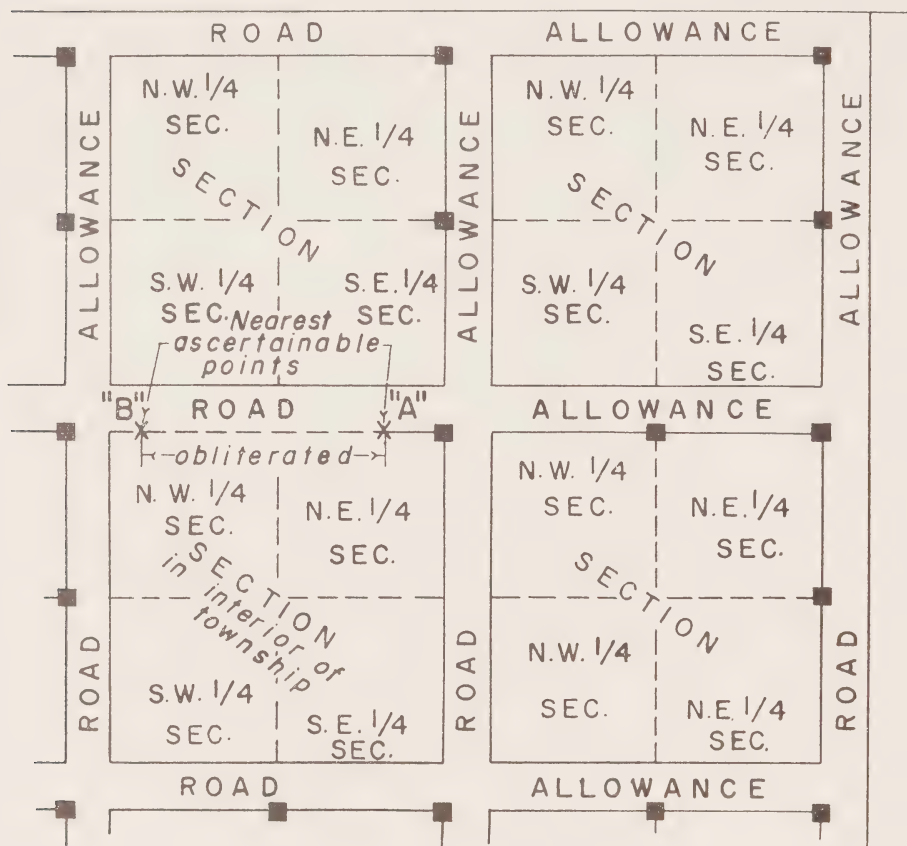 ROAD ALLOWANCE
ALLOWANCE
N.W. 1/4
SEC.
N.E. 1/4
SEC.
SECTION
S.W. 1/4
SEC.
S.E. 1/4
SEC.
ALLOWANCE
N.W. 1/4
SEC.
N.E. 1/4
SEC.
SECTION
S.W. 1/4
SEC.
S.E. 1/4
SEC.
ALLOWANCE
Nearest
ascertainable
points
"B" ROAD "A" ALLOWANCE
obliterated
N.W. 1/4
SEC.
N.E. 1/4
SEC.
SECTION
in interior of
township
S.W. 1/4
SEC.
S.E. 1/4
SEC.
ROAD
ROAD
N.W. 1/4
SEC.
N.E. 1/4
SEC.
SECTION
N.W. 1/4
SEC.
N.E. 1/4
SEC.
ROAD
ROAD ALLOWANCE